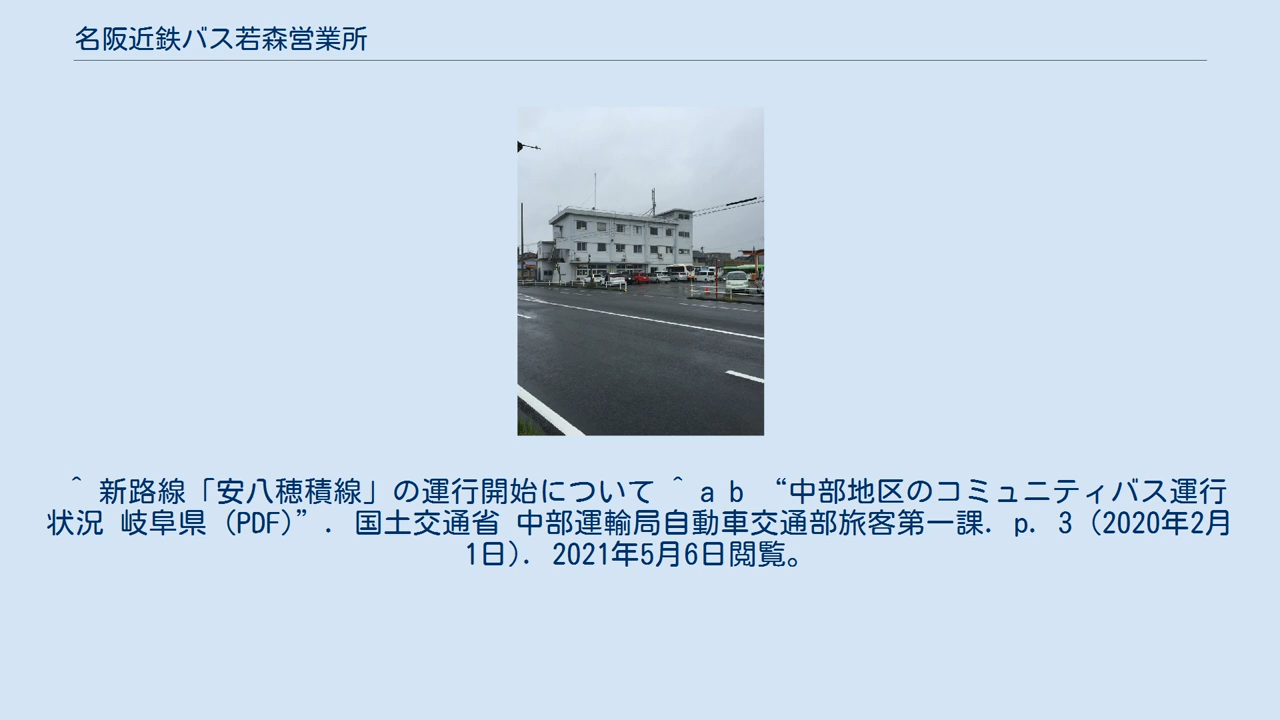 名阪近鉄バス若森営業所
^ 新路線「安八穂積線」の運行開始について ^ a b “中部地区のコミュニティバス運行
状況 岐阜県 (PDF)”. 国土交通省 中部運輸局自動車交通部旅客第一課. p. 3 (2020年2月
1日). 2021年5月6日閲覧。